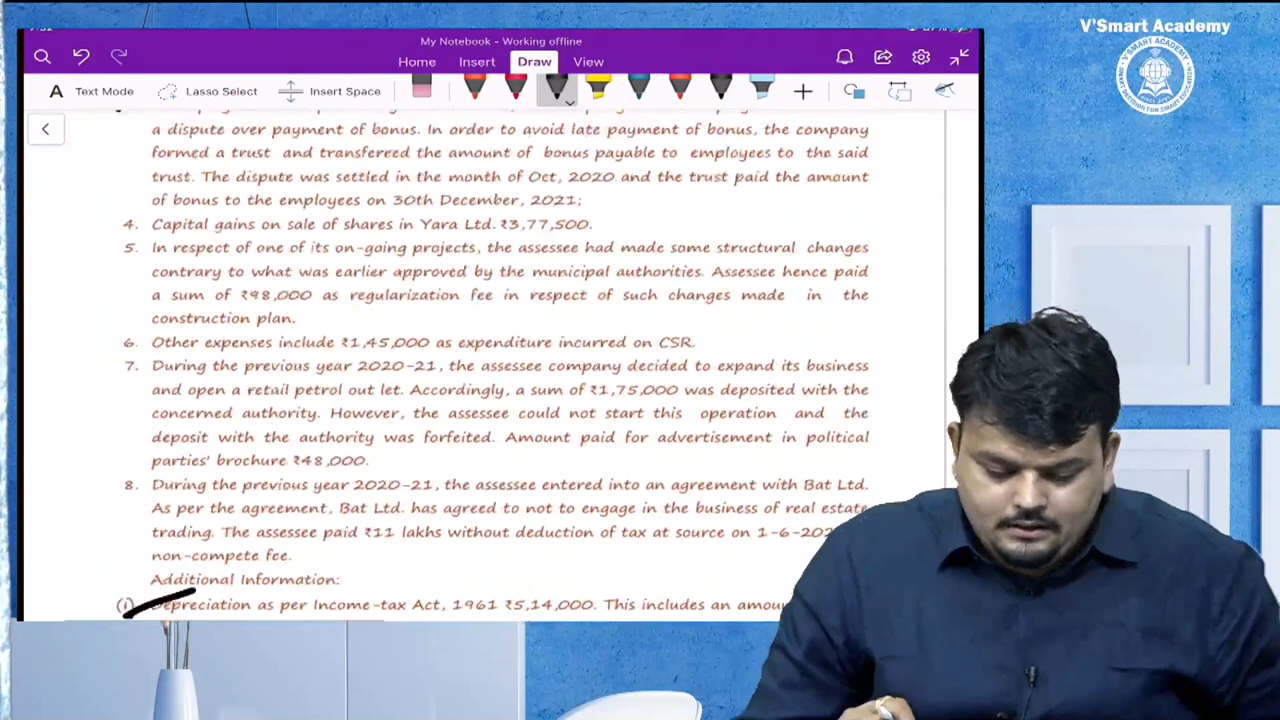 V'Smart Academy
My Notebook - Working offline
Home Insert Draw View
A Text Mode Lasso Select Insert Space
a dispute over payment of bonus. In order to avoid late payment of bonus, the company
formed a trust and transferred the amount of bonus payable to employees to the said
trust. The dispute was settled in the month of Oct, 2020 and the trust paid the amount
of bonus to the employees on 30th December, 2021;
4. Capital gains on sale of shares in Yara Ltd. ₹3,77,500.
5. In respect of one of its on-going projects, the assessee had made some structural changes
contrary to what was earlier approved by the municipal authorities. Assessee hence paid
a sum of ₹98,000 as regularization fee in respect of such changes made in the
construction plan.
6. Other expenses include ₹1,45,000 as expenditure incurred on CSR.
7. During the previous year 2020-21, the assessee company decided to expand its business
and open a retail petrol out let. Accordingly, a sum of ₹1,75,000 was deposited with the
concerned authority. However, the assessee could not start this operation and the
deposit with the authority was forfeited. Amount paid for advertisement in political
parties' brochure ₹48,000.
8. During the previous year 2020-21, the assessee entered into an agreement with Bat Ltd.
As per the agreement, Bat Ltd. has agreed to not to engage in the business of real estate
trading. The assessee paid ₹11 lakhs without deduction of tax at source on 1-6-202
non-compete fee.
Additional Information:
(i) Depreciation as per Income-tax Act, 1961 ₹5,14,000. This includes an amou